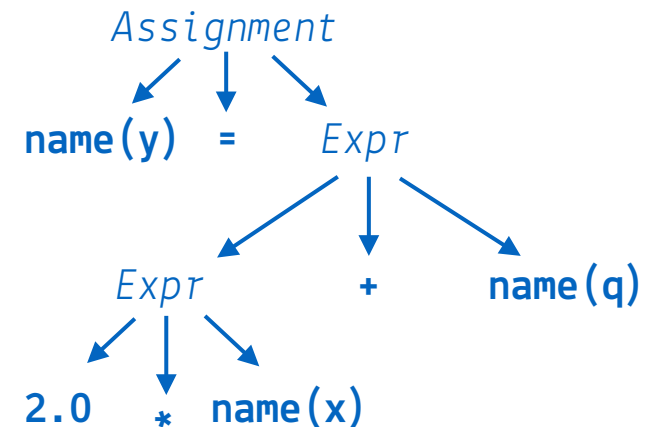 Assignment
name(y) = Expr
Expr + name(q)
2.0 * name(x)